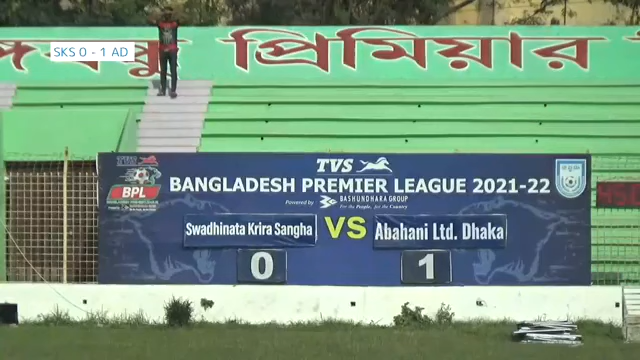 SKS 0 - 1 AD
প্রিমিয়ার
TVS
BANGLADESH PREMIER LEAGUE 2021-22
BPL
Powered by BASHUNDHARA GROUP
For the People, for the Country
Swadhinata Krira Sangha VS Abahani Ltd. Dhaka
0 1